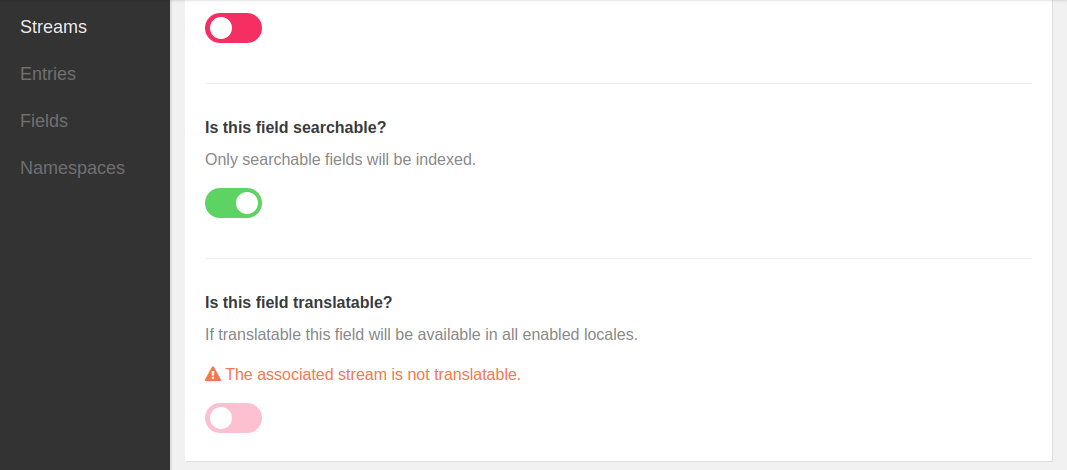 Streams
Entries
Fields
Namespaces
Is this field searchable?
Only searchable fields will be indexed.
Is this field translatable?
If translatable this field will be available in all enabled locales.
The associated stream is not translatable.